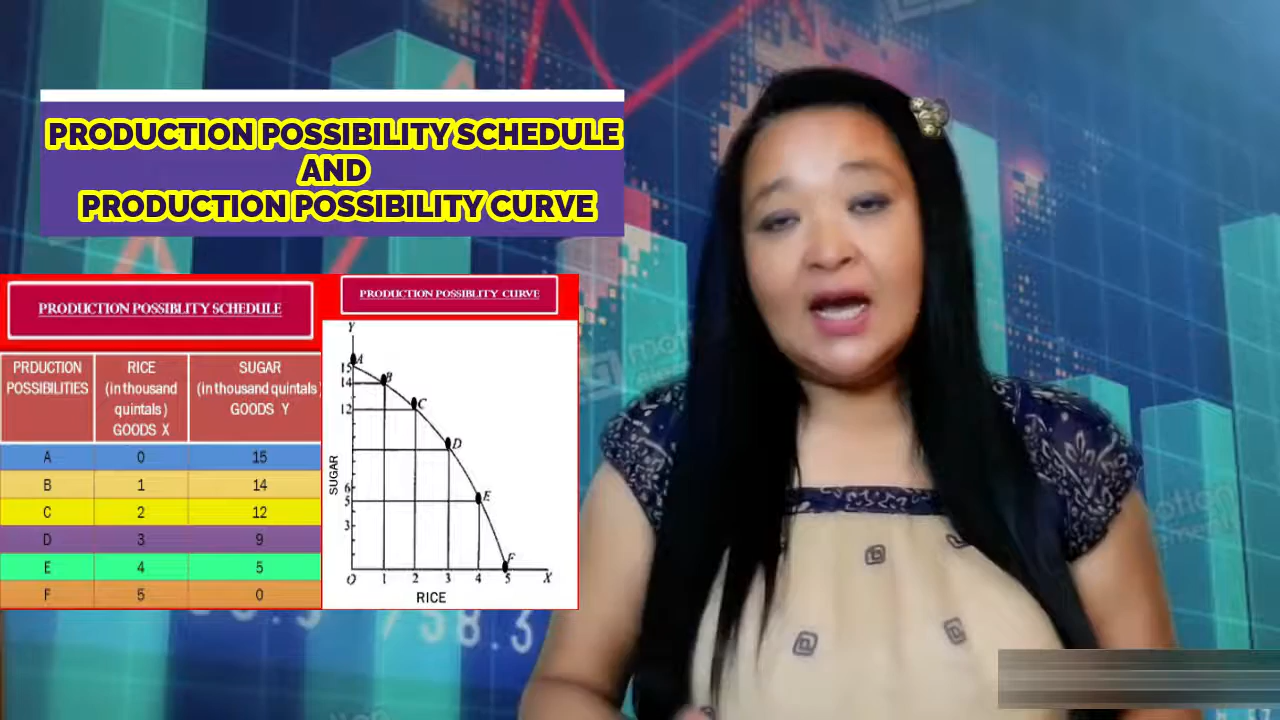 PRODUCTION POSSIBILITY SCHEDULE
AND
PRODUCTION POSSIBILITY CURVE
PRODUCTION POSSIBLITY SCHEDULE
PRDUCTION POSSIBILITIES RICE (in thousand quintals) GOODS X SUGAR (in thousand quintals) GOODS Y
A 0 15
B 1 14
C 2 12
D 3 9
E 4 5
F 5 0
PRODUCTION POSSIBLITY CURVE
Y
A
15
B
14
C
12
D
SUGAR
6
E
5
3
F
O 1 2 3 4 5 X
RICE
738.3